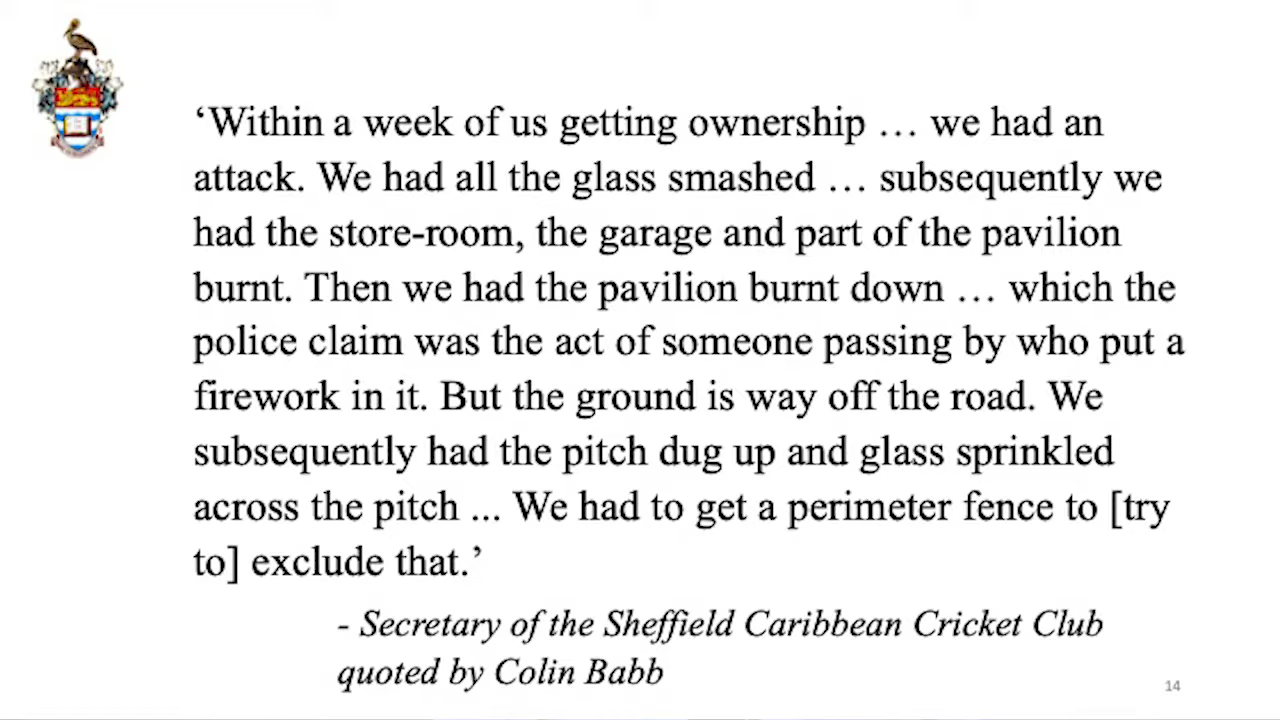 ‘Within a week of us getting ownership … we had an
attack. We had all the glass smashed … subsequently we
had the store-room, the garage and part of the pavilion
burnt. Then we had the pavilion burnt down … which the
police claim was the act of someone passing by who put a
firework in it. But the ground is way off the road. We
subsequently had the pitch dug up and glass sprinkled
across the pitch ... We had to get a perimeter fence to [try
to] exclude that.’
- Secretary of the Sheffield Caribbean Cricket Club
quoted by Colin Babb
14